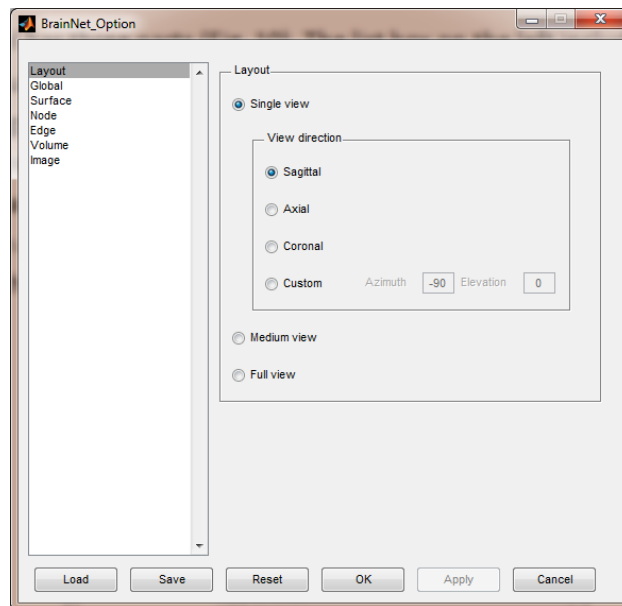 BrainNet_Option
Layout
Global
Surface
Node
Edge
Volume
Image
Layout
Single view
View direction
Sagittal
Axial
Coronal
Custom Azimuth -90 Elevation 0
Medium view
Full view
Load Save Reset OK Apply Cancel